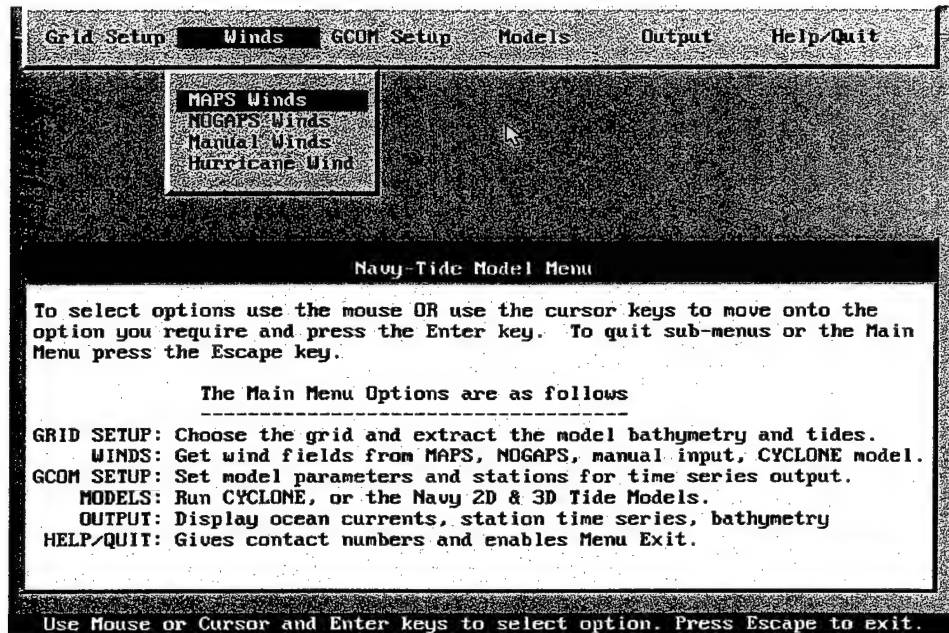 Grid Setup Winds GCOM Setup Models Output Help/Quit
MAPS Winds
NOGAPS Winds
Manual Winds
Hurricane Wind
Navy-Tide Model Menu
To select options use the mouse OR use the cursor keys to move onto the
option you require and press the Enter key. To quit sub-menus or the Main
Menu press the Escape key.
The Main Menu Options are as follows
------------------------------------
GRID SETUP: Choose the grid and extract the model bathymetry and tides.
WINDS: Get wind fields from MAPS, NOGAPS, manual input, CYCLONE model.
GCOM SETUP: Set model parameters and stations for time series output.
MODELS: Run CYCLONE, or the Navy 2D & 3D Tide Models.
OUTPUT: Display ocean currents, station time series, bathymetry
HELP/QUIT: Gives contact numbers and enables Menu Exit.
Use Mouse or Cursor and Enter keys to select option. Press Escape to exit.